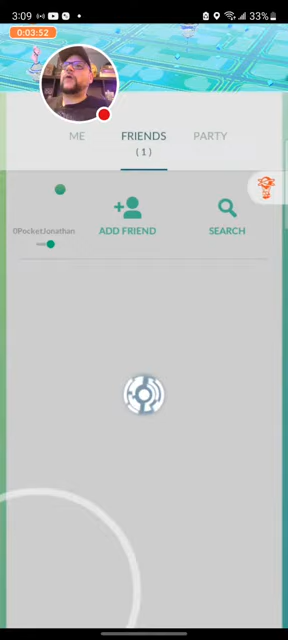 3:09
33%
0:03:52
ME
FRIENDS
PARTY
( 1 )
0PocketJonathan
ADD FRIEND
SEARCH